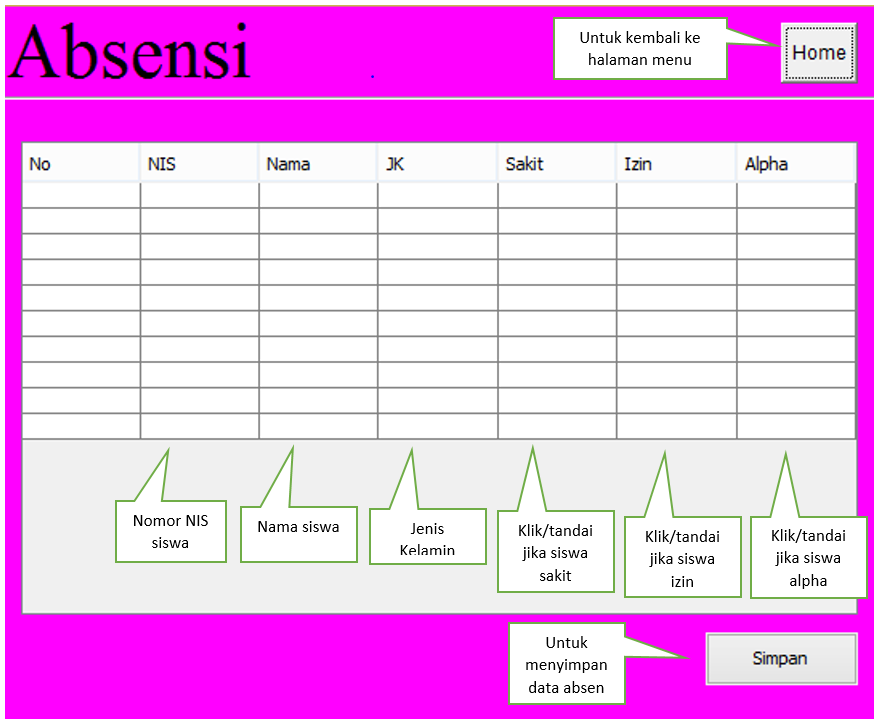 Absensi
Untuk kembali ke
halaman menu
Home
No NIS Nama JK Sakit Izin Alpha
Nomor NIS
siswa
Nama siswa
Jenis
Kelamin
Klik/tandai
jika siswa
sakit
Klik/tandai
jika siswa
izin
Klik/tandai
jika siswa
alpha
Untuk
menyimpan
data absen
Simpan